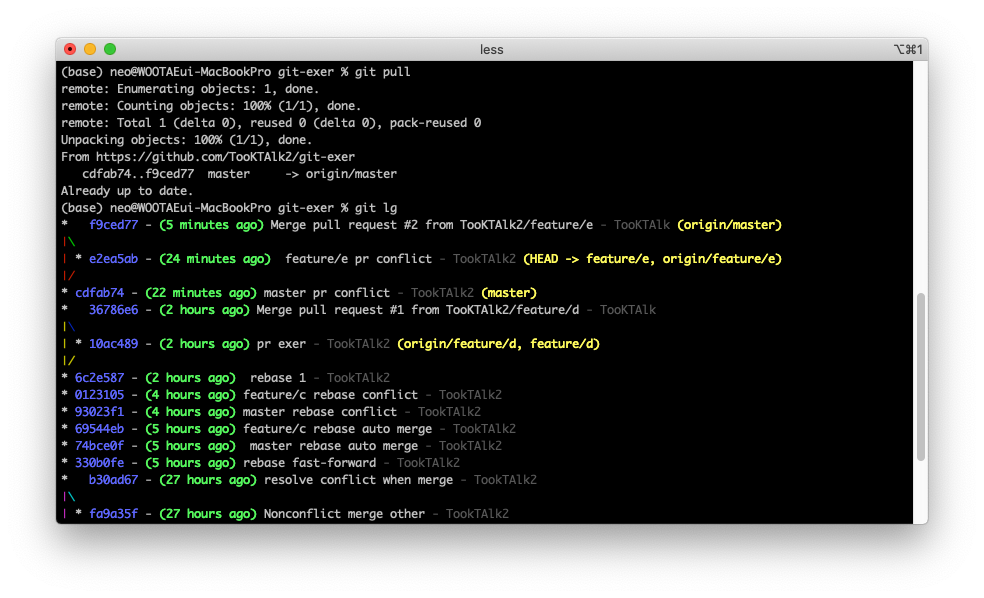 less
⌥⌘1
(base) neo@WOOTAEui-MacBookPro git-exer % git pull
remote: Enumerating objects: 1, done.
remote: Counting objects: 100% (1/1), done.
remote: Total 1 (delta 0), reused 0 (delta 0), pack-reused 0
Unpacking objects: 100% (1/1), done.
From https://github.com/TooKTAlk2/git-exer
   cdfab74..f9ced77  master     -> origin/master
Already up to date.
(base) neo@WOOTAEui-MacBookPro git-exer % git lg
*   f9ced77 - (5 minutes ago) Merge pull request #2 from TooKTAlk2/feature/e - TooKTAlk (origin/master)
|\
| * e2ea5ab - (24 minutes ago)  feature/e pr conflict - TookTAlk2 (HEAD -> feature/e, origin/feature/e)
|/
* cdfab74 - (22 minutes ago) master pr conflict - TookTAlk2 (master)
*   36786e6 - (2 hours ago) Merge pull request #1 from TooKTAlk2/feature/d - TooKTAlk
|\
| * 10ac489 - (2 hours ago) pr exer - TookTAlk2 (origin/feature/d, feature/d)
|/
* 6c2e587 - (2 hours ago)  rebase 1 - TookTAlk2
* 0123105 - (4 hours ago) feature/c rebase conflict - TookTAlk2
* 93023f1 - (4 hours ago) master rebase conflict - TookTAlk2
* 69544eb - (5 hours ago) feature/c rebase auto merge - TookTAlk2
* 74bce0f - (5 hours ago)  master rebase auto merge - TookTAlk2
* 330b0fe - (5 hours ago) rebase fast-forward - TookTAlk2
*   b30ad67 - (27 hours ago) resolve conflict when merge - TookTAlk2
|\
| * fa9a35f - (27 hours ago) Nonconflict merge other - TookTAlk2